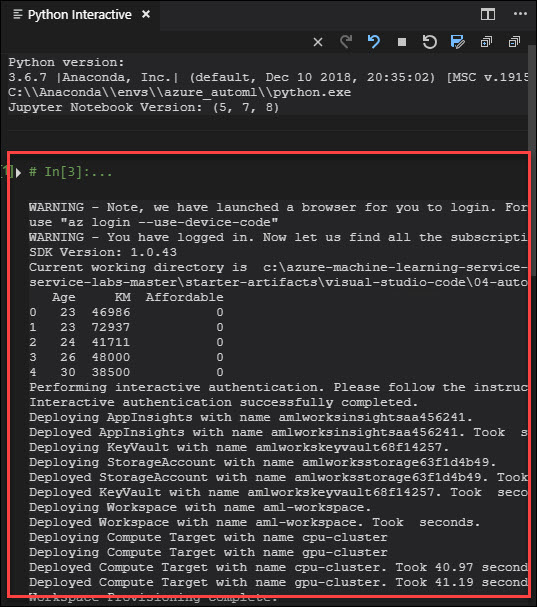 Python Interactive
Python version:
3.6.7 |Anaconda, Inc.| (default, Dec 10 2018, 20:35:02) [MSC v.1915
C:\\Anaconda\\envs\\azure_automl\\python.exe
Jupyter Notebook Version: (5, 7, 8)
[1] # In[3]:...
WARNING - Note, we have launched a browser for you to login. For
use "az login --use-device-code"
WARNING - You have logged in. Now let us find all the subscripti
SDK Version: 1.0.43
Current working directory is  c:\azure-machine-learning-service-
service-labs-master\starter-artifacts\visual-studio-code\04-auto
Age KM Affordable
0 23 46986 0
1 23 72937 0
2 24 41711 0
3 26 48000 0
4 30 38500 0
Performing interactive authentication. Please follow the instruc
Interactive authentication successfully completed.
Deploying AppInsights with name amlworksinsightsaa456241.
Deployed AppInsights with name amlworksinsightsaa456241. Took  s
Deploying KeyVault with name amlworkskeyvault68f14257.
Deploying StorageAccount with name amlworksstorage63f1d4b49.
Deployed StorageAccount with name amlworksstorage63f1d4b49. Took
Deployed KeyVault with name amlworkskeyvault68f14257. Took  seco
Deploying Workspace with name aml-workspace.
Deployed Workspace with name aml-workspace. Took  seconds.
Deploying Compute Target with name cpu-cluster
Deploying Compute Target with name gpu-cluster
Deployed Compute Target with name cpu-cluster. Took 40.97 second
Deployed Compute Target with name gpu-cluster. Took 41.19 second
Workspace Provisioning complete.